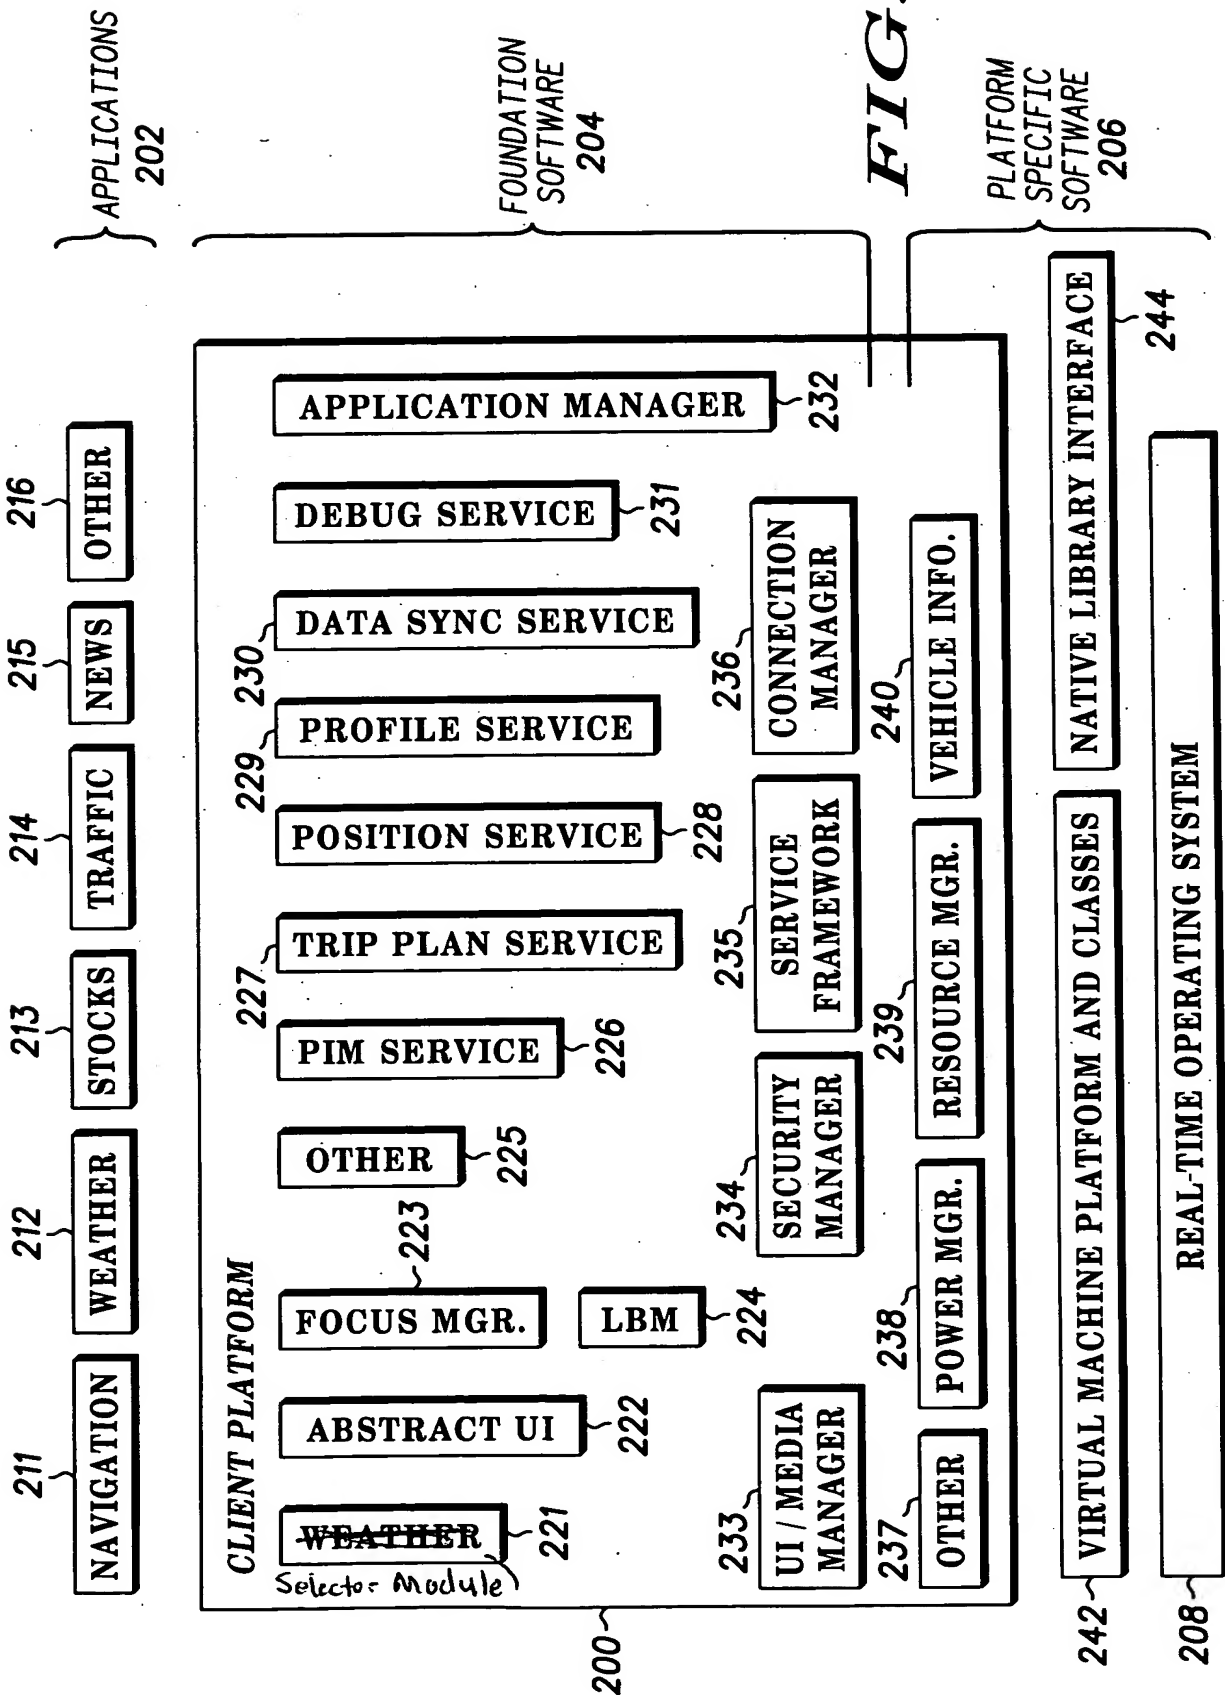 211
212
213
214
215
216
NAVIGATION
WEATHER
STOCKS
TRAFFIC
NEWS
OTHER
APPLICATIONS
202
CLIENT PLATFORM
WEATHER
Selector Module
221
ABSTRACT UI
222
FOCUS MGR.
223
LBM
224
OTHER
225
PIM SERVICE
226
TRIP PLAN SERVICE
227
POSITION SERVICE
228
PROFILE SERVICE
229
DATA SYNC SERVICE
230
DEBUG SERVICE
231
APPLICATION MANAGER
232
FOUNDATION
SOFTWARE
204
233
UI / MEDIA
MANAGER
234
SECURITY
MANAGER
235
SERVICE
FRAMEWORK
236
CONNECTION
MANAGER
237
OTHER
238
POWER MGR.
239
RESOURCE MGR.
240
VEHICLE INFO.
200
FIG.
PLATFORM
SPECIFIC
SOFTWARE
206
242
VIRTUAL MACHINE PLATFORM AND CLASSES
NATIVE LIBRARY INTERFACE
244
208
REAL-TIME OPERATING SYSTEM